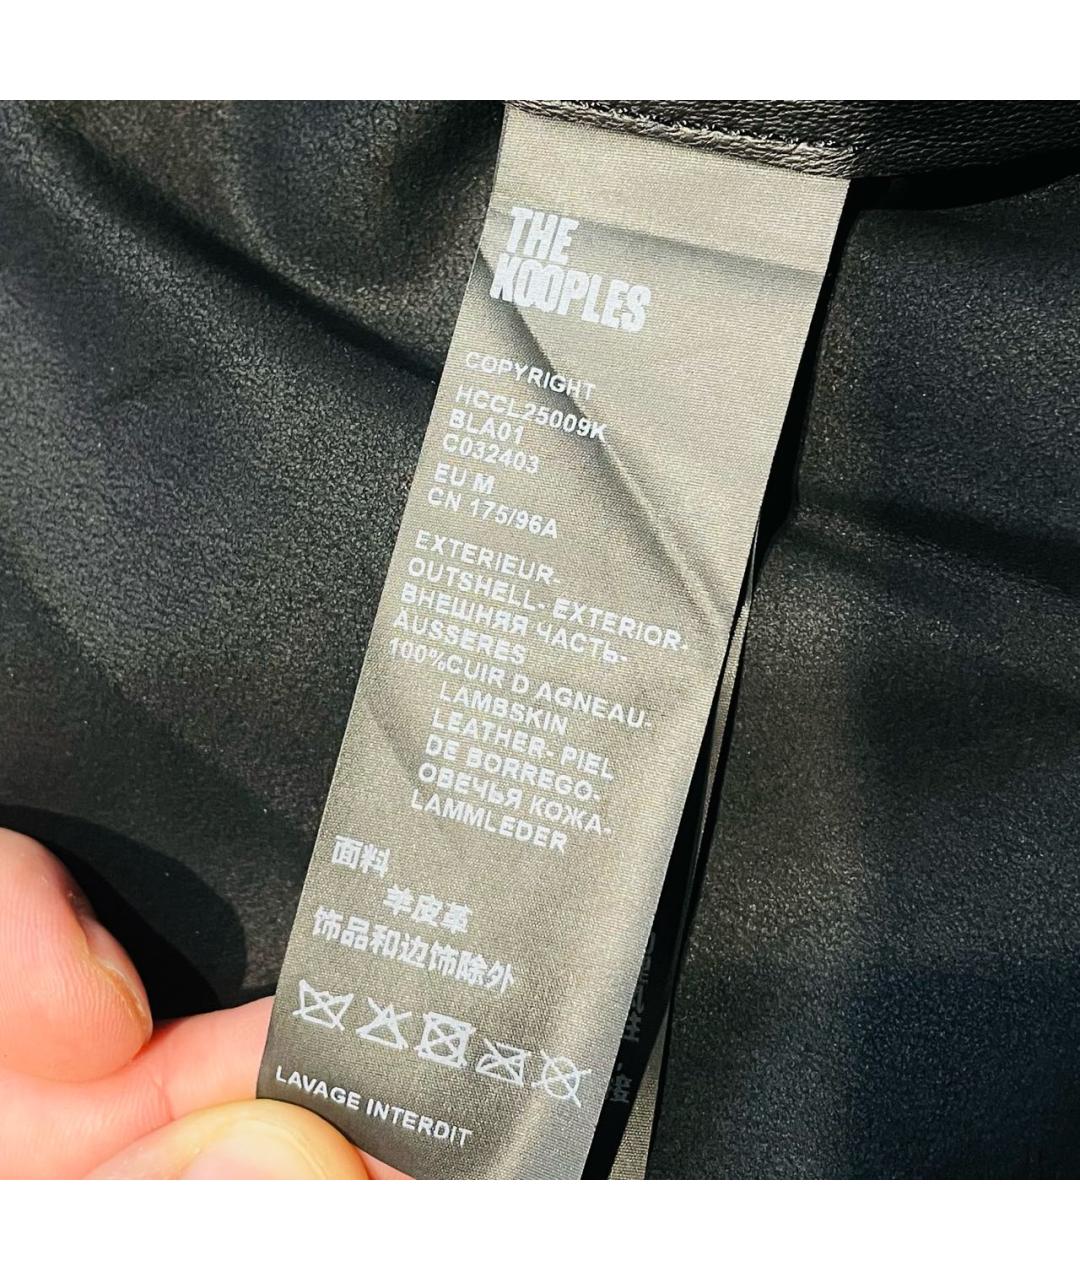 THE
KOOPLES
COPYRIGHT
HCCL25009K
BLA01
C032403
EU M
CN 175/96A
EXTERIEUR-
OUTSHELL- EXTERIOR-
ВНЕШНЯЯ ЧАСТЬ-
ÄUSSERES
100%CUIR D AGNEAU-
LAMBSKIN
LEATHER- PIEL
DE BORREGO-
ОВЕЧЬЯ КОЖА-
LAMMLEDER
面料
羊皮革
饰品和边饰除外
LAVAGE INTERDIT